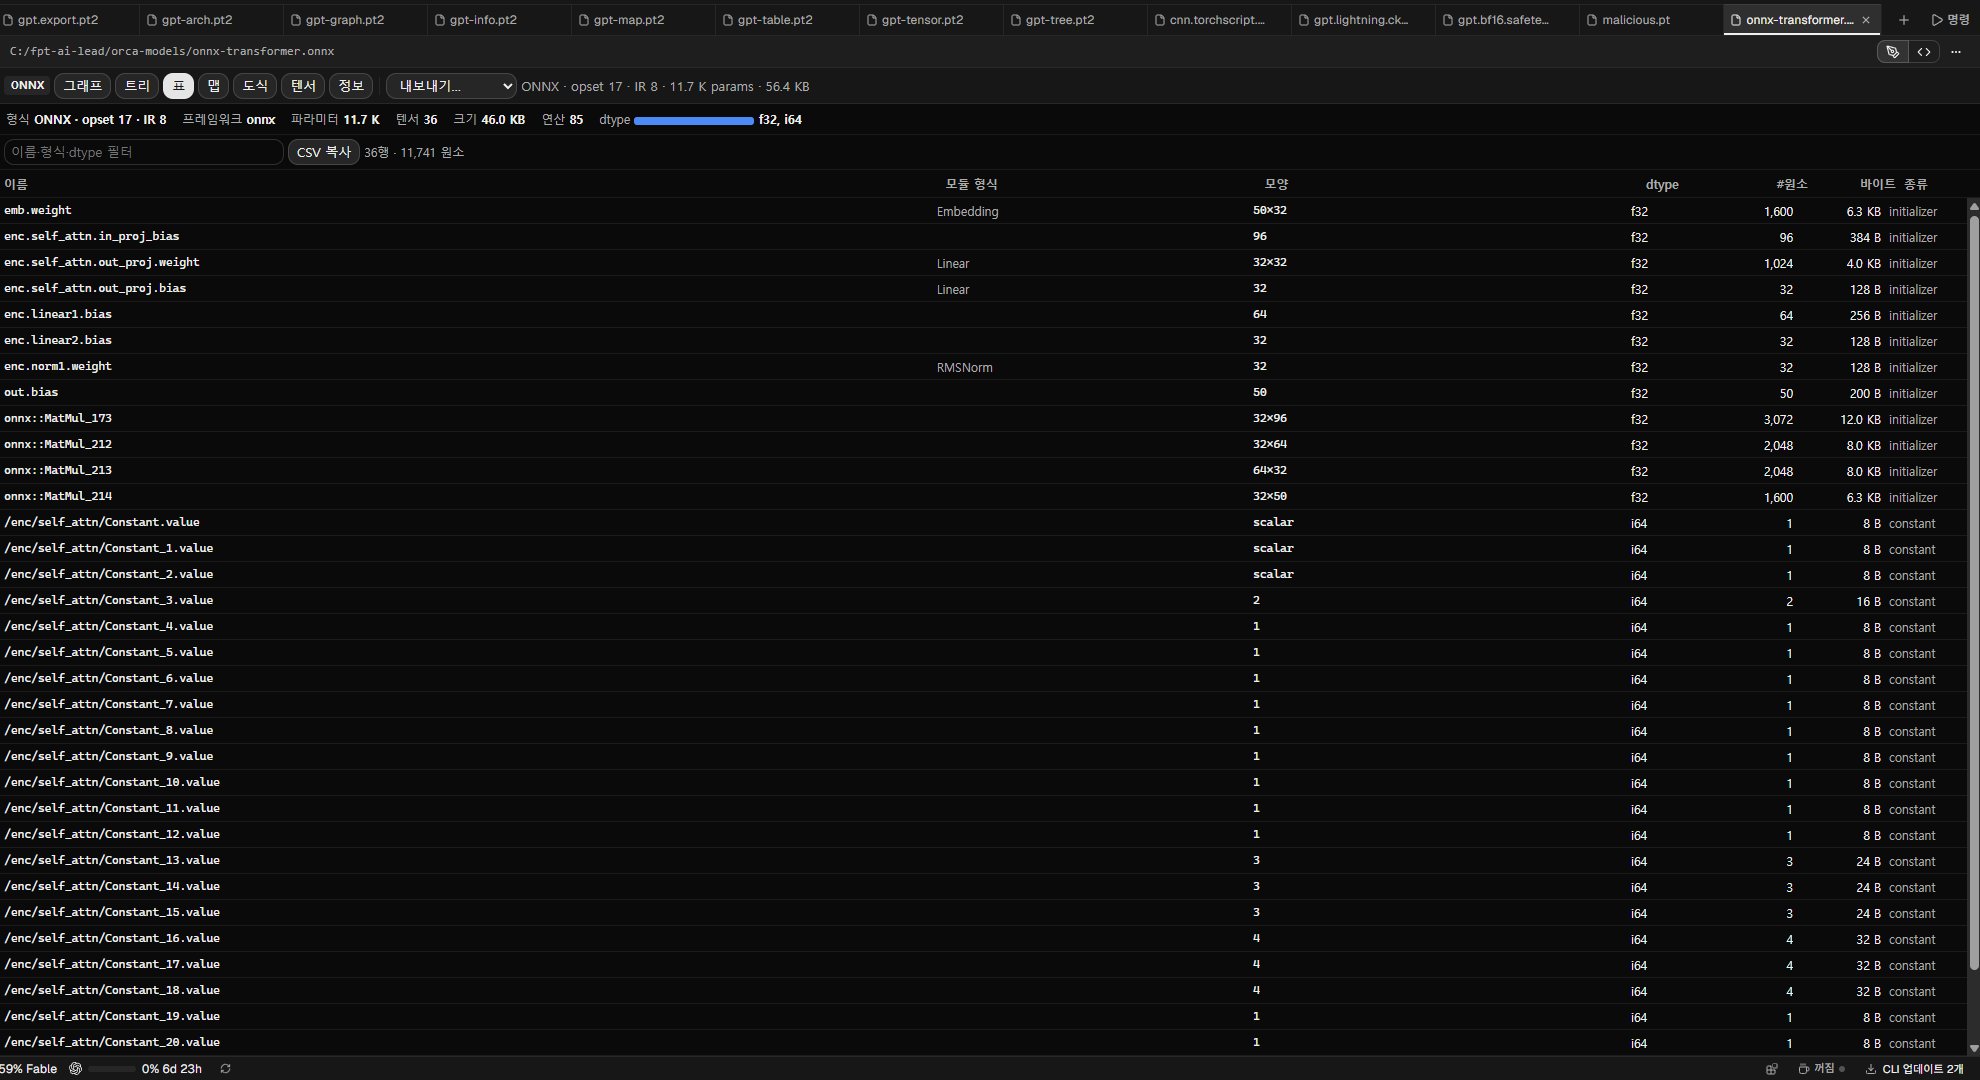 gpt.export.pt2 gpt-arch.pt2 gpt-graph.pt2 gpt-info.pt2 gpt-map.pt2 gpt-table.pt2 gpt-tensor.pt2 gpt-tree.pt2 cnn.torchscript.... gpt.lightning.ck... gpt.bf16.safete... malicious.pt onnx-transformer.... × + 명령
C:/fpt-ai-lead/orca-models/onnx-transformer.onnx
ONNX 그래프 트리 표 맵 도식 텐서 정보 내보내기... ONNX · opset 17 · IR 8 · 11.7 K params · 56.4 KB
형식 ONNX · opset 17 · IR 8 프레임워크 onnx 파라미터 11.7 K 텐서 36 크기 46.0 KB 연산 85 dtype f32, i64
이름·형식·dtype 필터 CSV 복사 36행 · 11,741 원소
이름 모듈 형식 모양 dtype #원소 바이트 종류
emb.weight Embedding 50×32 f32 1,600 6.3 KB initializer
enc.self_attn.in_proj_bias 96 f32 96 384 B initializer
enc.self_attn.out_proj.weight Linear 32×32 f32 1,024 4.0 KB initializer
enc.self_attn.out_proj.bias Linear 32 f32 32 128 B initializer
enc.linear1.bias 64 f32 64 256 B initializer
enc.linear2.bias 32 f32 32 128 B initializer
enc.norm1.weight RMSNorm 32 f32 32 128 B initializer
out.bias 50 f32 50 200 B initializer
onnx::MatMul_173 32×96 f32 3,072 12.0 KB initializer
onnx::MatMul_212 32×64 f32 2,048 8.0 KB initializer
onnx::MatMul_213 64×32 f32 2,048 8.0 KB initializer
onnx::MatMul_214 32×50 f32 1,600 6.3 KB initializer
/enc/self_attn/Constant.value scalar i64 1 8 B constant
/enc/self_attn/Constant_1.value scalar i64 1 8 B constant
/enc/self_attn/Constant_2.value scalar i64 1 8 B constant
/enc/self_attn/Constant_3.value 2 i64 2 16 B constant
/enc/self_attn/Constant_4.value 1 i64 1 8 B constant
/enc/self_attn/Constant_5.value 1 i64 1 8 B constant
/enc/self_attn/Constant_6.value 1 i64 1 8 B constant
/enc/self_attn/Constant_7.value 1 i64 1 8 B constant
/enc/self_attn/Constant_8.value 1 i64 1 8 B constant
/enc/self_attn/Constant_9.value 1 i64 1 8 B constant
/enc/self_attn/Constant_10.value 1 i64 1 8 B constant
/enc/self_attn/Constant_11.value 1 i64 1 8 B constant
/enc/self_attn/Constant_12.value 1 i64 1 8 B constant
/enc/self_attn/Constant_13.value 3 i64 3 24 B constant
/enc/self_attn/Constant_14.value 3 i64 3 24 B constant
/enc/self_attn/Constant_15.value 3 i64 3 24 B constant
/enc/self_attn/Constant_16.value 4 i64 4 32 B constant
/enc/self_attn/Constant_17.value 4 i64 4 32 B constant
/enc/self_attn/Constant_18.value 4 i64 4 32 B constant
/enc/self_attn/Constant_19.value 1 i64 1 8 B constant
/enc/self_attn/Constant_20.value 1 i64 1 8 B constant
59% Fable 0% 6d 23h 꺼짐 CLI 업데이트 2개